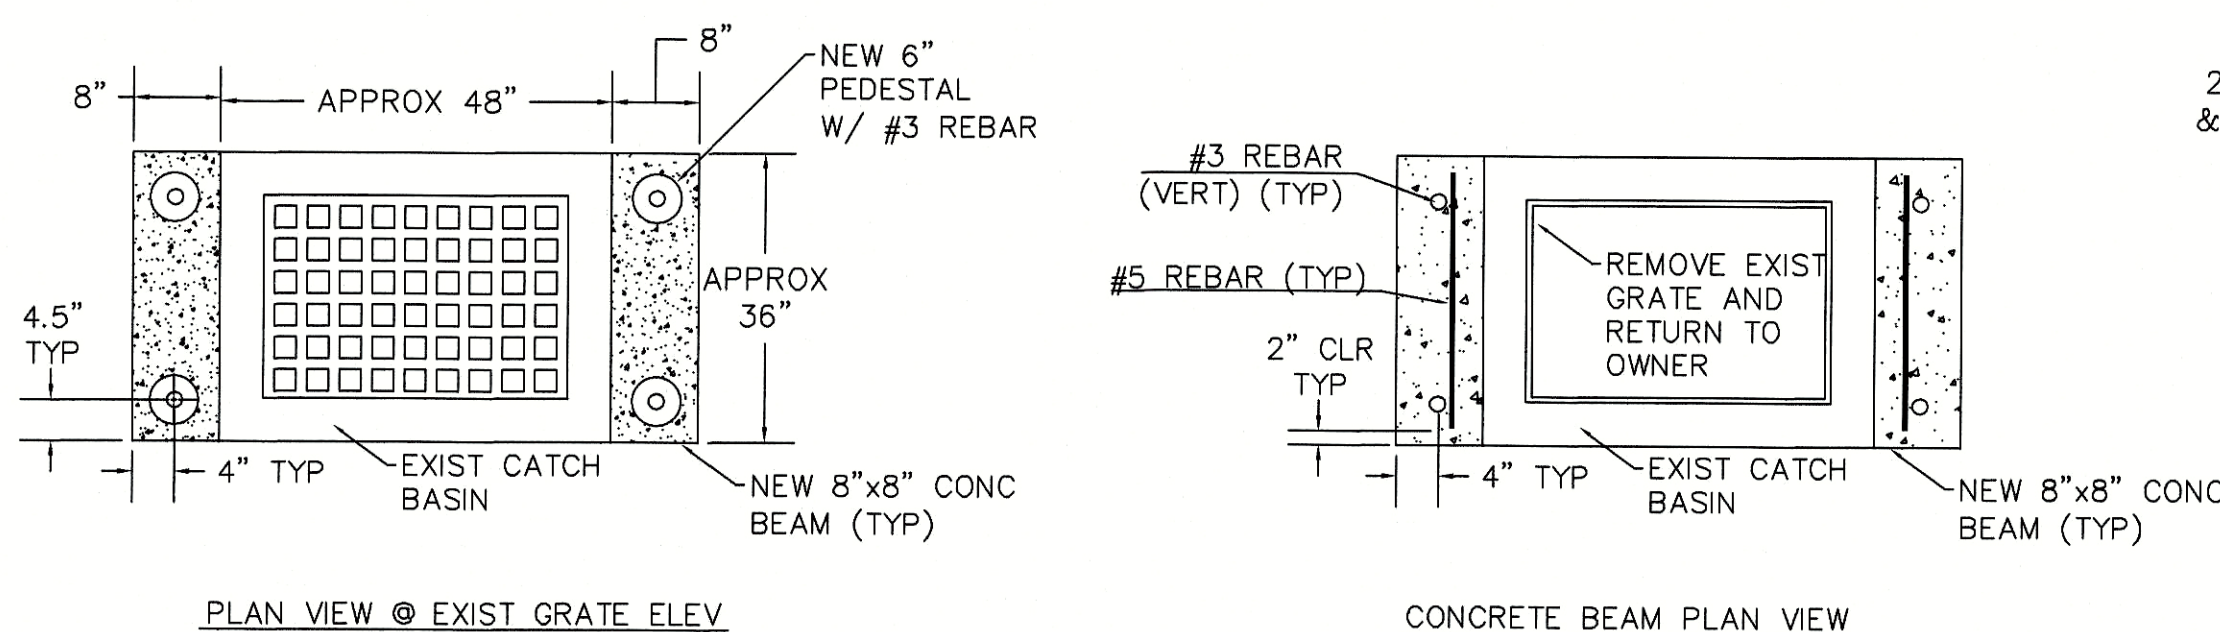 8"
APPROX 48"
8"
NEW 6"
PEDESTAL
W/ #3 REBAR
APPROX
36"
4.5"
TYP
4" TYP
EXIST CATCH
BASIN
NEW 8"x8" CONC
BEAM (TYP)
PLAN VIEW @ EXIST GRATE ELEV
#3 REBAR
(VERT) (TYP)
#5 REBAR (TYP)
2" CLR
TYP
REMOVE EXIST
GRATE AND
RETURN TO
OWNER
4" TYP
EXIST CATCH
BASIN
NEW 8"x8" CONC
BEAM (TYP)
CONCRETE BEAM PLAN VIEW
2
&